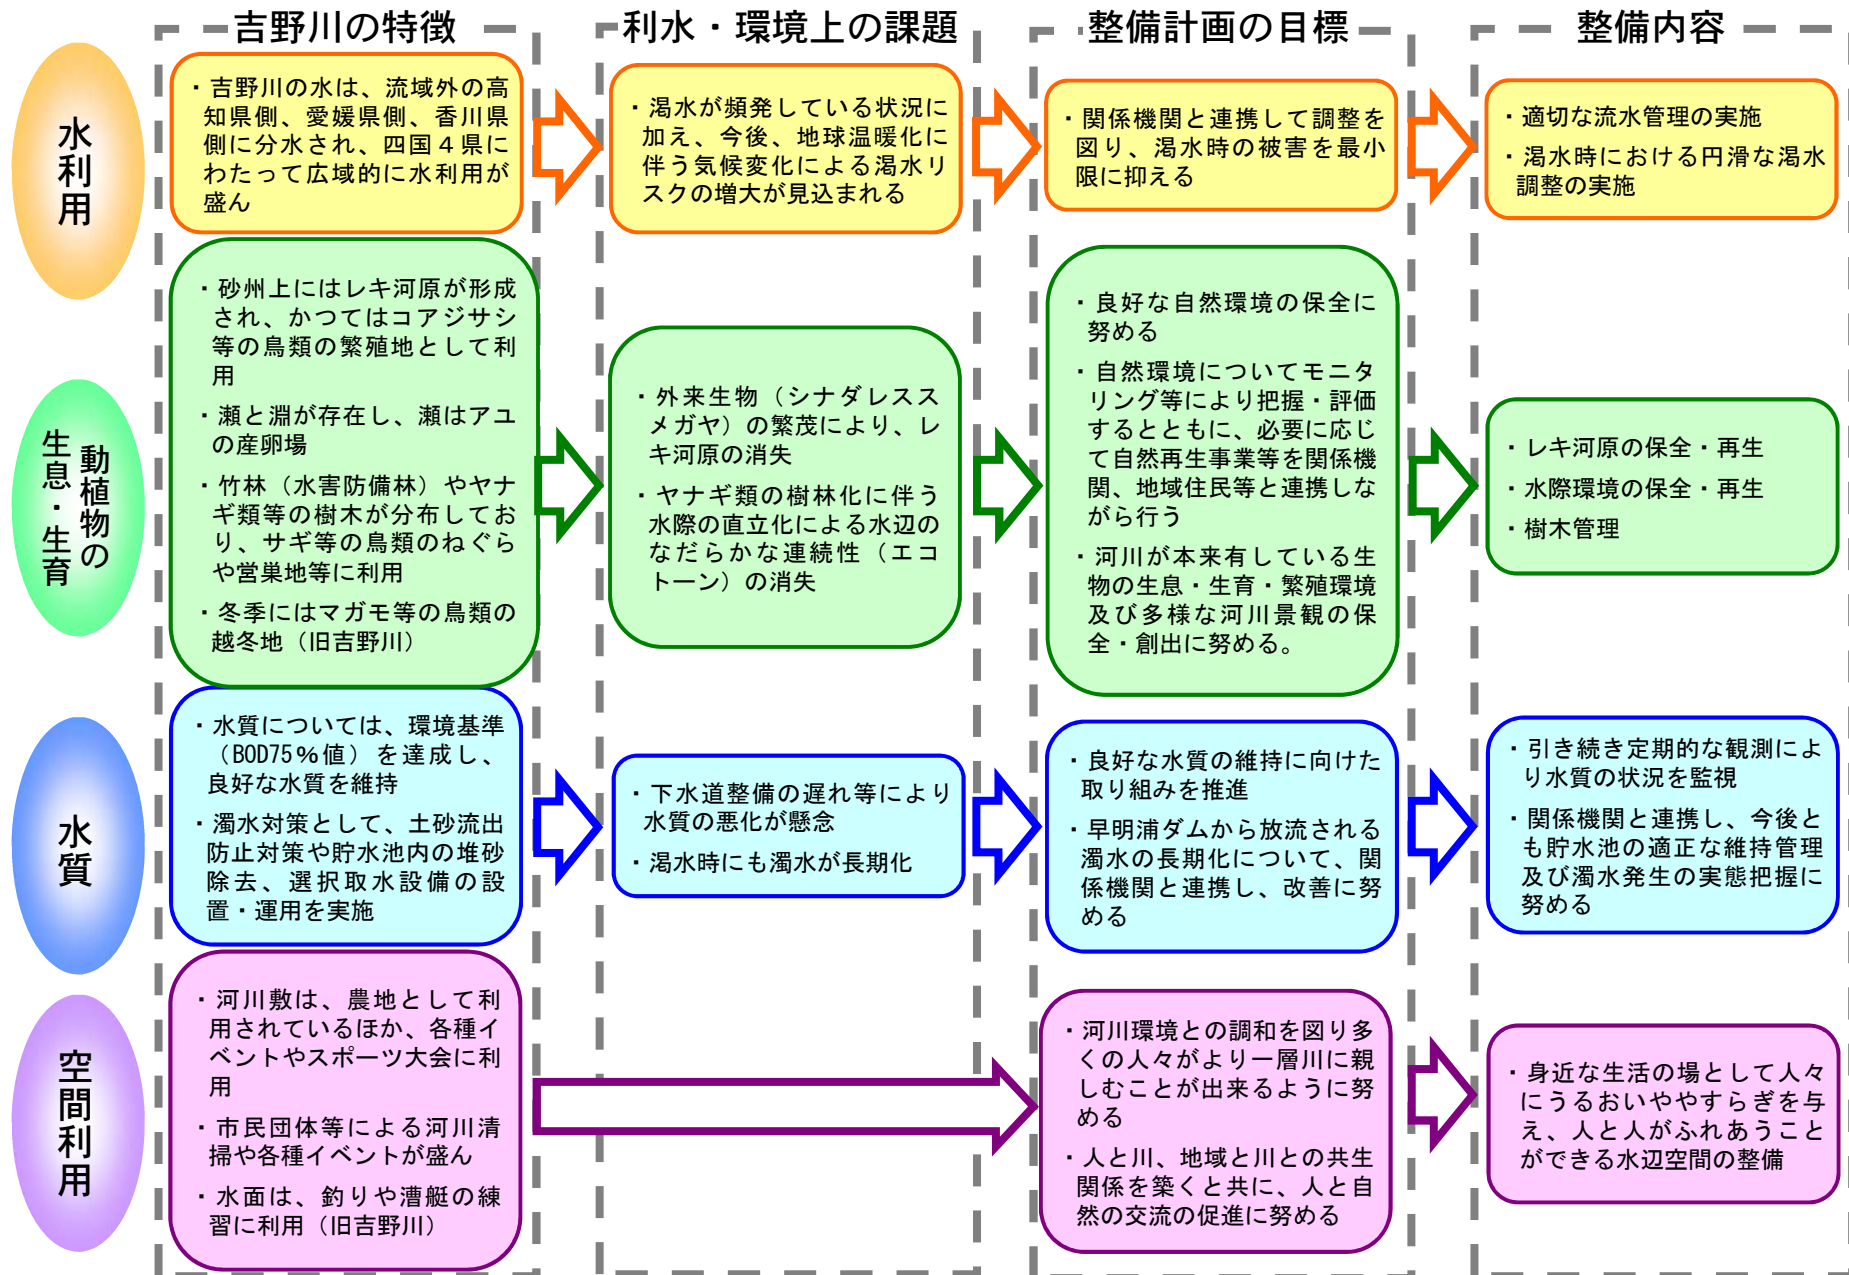 吉野川の特徴
利水・環境上の課題
整備計画の目標
整備内容
水利用
・吉野川の水は、流域外の高
知県側、愛媛県側、香川県
側に分水され、四国４県に
わたって広域的に水利用が
盛ん
・渇水が頻発している状況に
加え、今後、地球温暖化に
伴う気候変化による渇水リ
スクの増大が見込まれる
・関係機関と連携して調整を
図り、渇水時の被害を最小
限に抑える
・適切な流水管理の実施
・渇水時における円滑な渇水
調整の実施
動植物の
生息・生育
・砂州上にはレキ河原が形成
され、かつてはコアジサシ
等の鳥類の繁殖地として利
用
・瀬と淵が存在し、瀬はアユ
の産卵場
・竹林（水害防備林）やヤナ
ギ類等の樹木が分布してお
り、サギ等の鳥類のねぐら
や営巣地等に利用
・冬季にはマガモ等の鳥類の
越冬地（旧吉野川）
・外来生物（シナダレスス
メガヤ）の繁茂により、レ
キ河原の消失
・ヤナギ類の樹林化に伴う
水際の直立化による水辺の
なだらかな連続性（エコ
トーン）の消失
・良好な自然環境の保全に
努める
・自然環境についてモニタ
リング等により把握・評価
するとともに、必要に応じ
て自然再生事業等を関係機
関、地域住民等と連携しな
がら行う
・河川が本来有している生
物の生息・生育・繁殖環境
及び多様な河川景観の保
全・創出に努める。
・レキ河原の保全・再生
・水際環境の保全・再生
・樹木管理
水質
・水質については、環境基準
（BOD75％値）を達成し、
良好な水質を維持
・濁水対策として、土砂流出
防止対策や貯水池内の堆砂
除去、選択取水設備の設
置・運用を実施
・下水道整備の遅れ等により
水質の悪化が懸念
・渇水時にも濁水が長期化
・良好な水質の維持に向けた
取り組みを推進
・早明浦ダムから放流される
濁水の長期化について、関
係機関と連携し、改善に努
める
・引き続き定期的な観測によ
り水質の状況を監視
・関係機関と連携し、今後と
も貯水池の適正な維持管理
及び濁水発生の実態把握に
努める
空間利用
・河川敷は、農地として利
用されているほか、各種イ
ベントやスポーツ大会に利
用
・市民団体等による河川清
掃や各種イベントが盛ん
・水面は、釣りや漕艇の練
習に利用（旧吉野川）
・河川環境との調和を図り多
くの人々がより一層川に親
しむことが出来るように努
める
・人と川、地域と川との共生
関係を築くと共に、人と自
然の交流の促進に努める
・身近な生活の場として人々
にうるおいややすらぎを与
え、人と人がふれあうこと
ができる水辺空間の整備